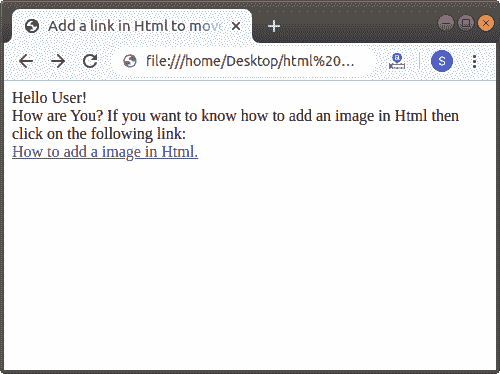 Add a link in Html to move
file:///home/Desktop/html%20...
S
Hello User!
How are You? If you want to know how to add an image in Html then
click on the following link:
How to add a image in Html.